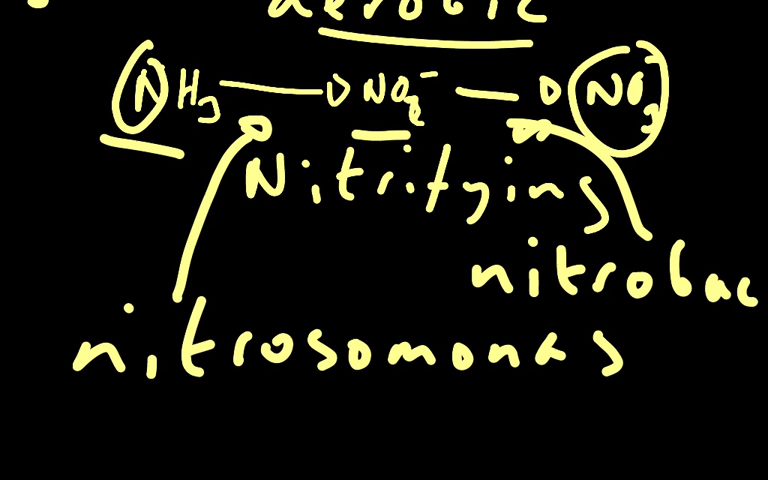 aerobic
NH3 → NO2- → NO3-
Nitrifying
nitrobac
nitrosomonas